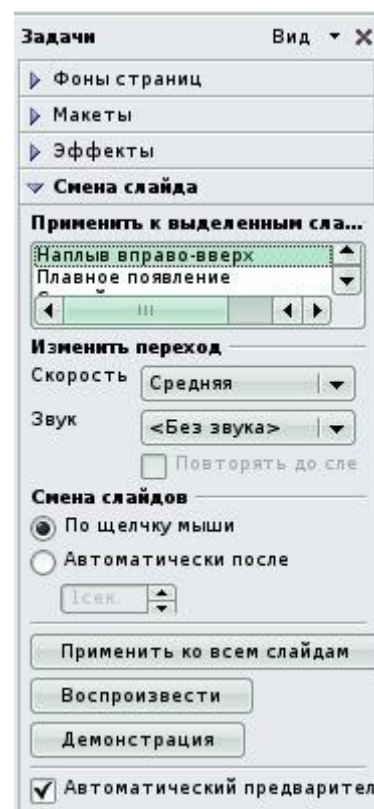 Задачи Вид
Фоны страниц
Макеты
Эффекты
Смена слайда
Применить к выделенным сла...
Наплыв вправо-вверх
Плавное появление
Изменить переход
Скорость Средняя
Звук <Без звука>
Повторять до сле
Смена слайдов
По щелчку мыши
Автоматически после
1сек.
Применить ко всем слайдам
Воспроизвести
Демонстрация
Автоматический предварител